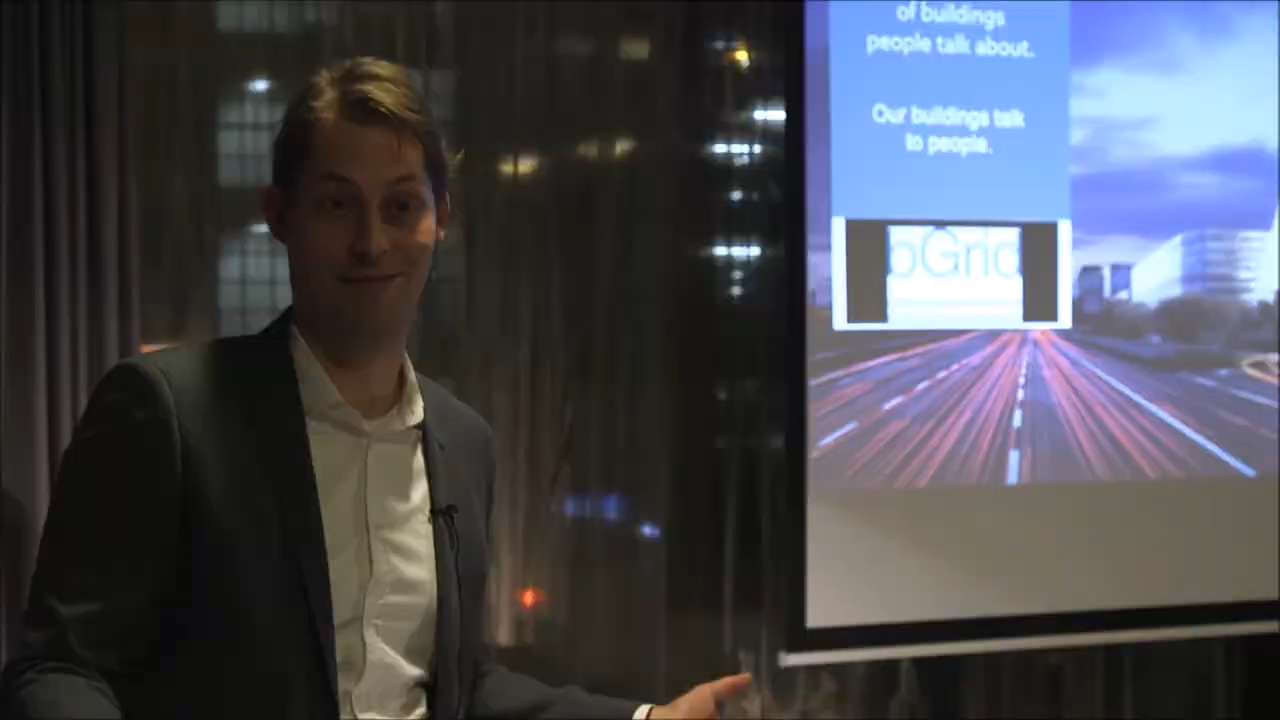 of buildings
people talk about.
Our buildings talk
to people.
bGrid